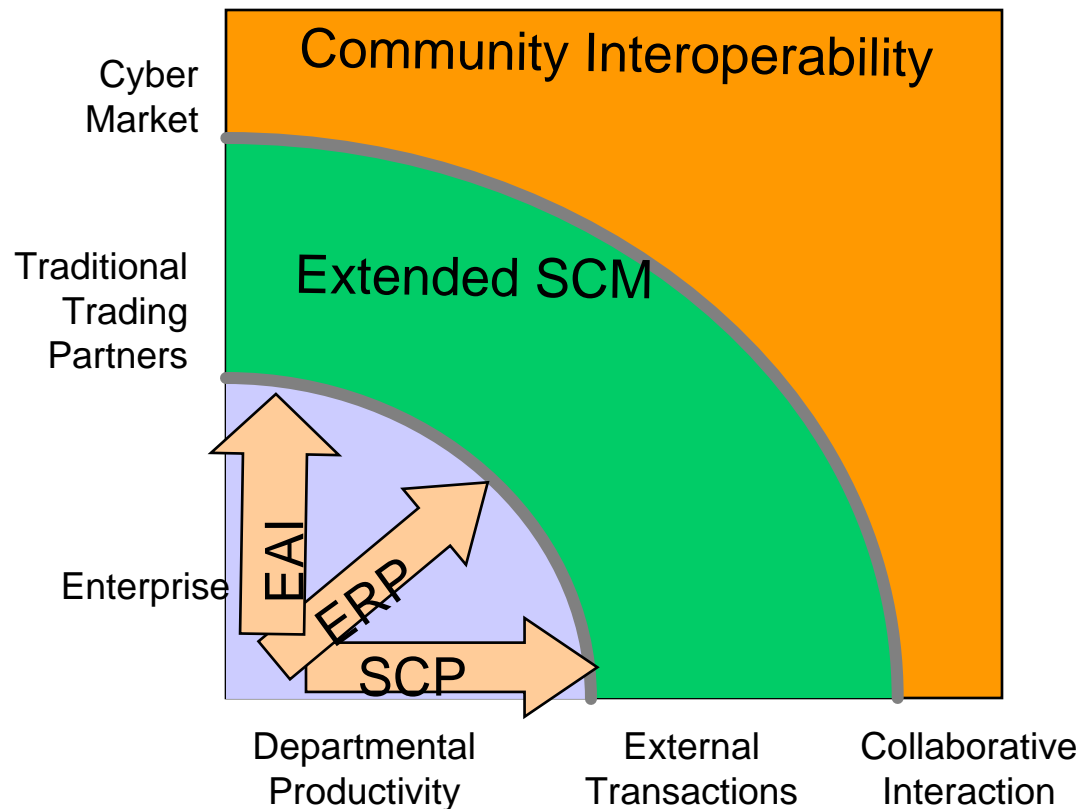 Community Interoperability
Cyber
Market
Extended SCM
Traditional
Trading
Partners
EAI
ERP
Enterprise
SCP
Departmental
Productivity
External
Transactions
Collaborative
Interaction